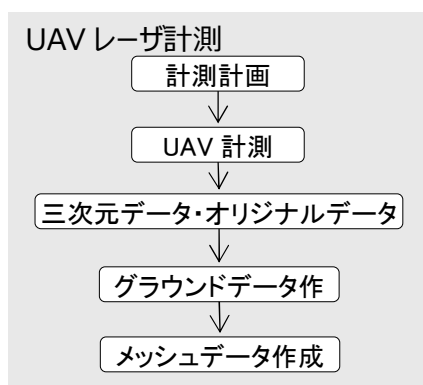 UAV レーザ計測
計測計画
UAV 計測
三次元データ・オリジナルデータ
グラウンドデータ作
メッシュデータ作成